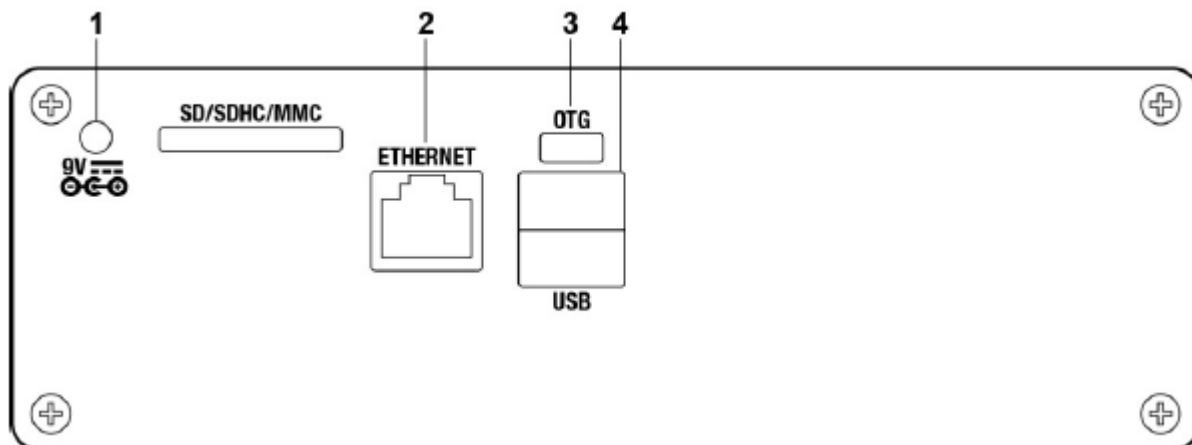 1 2 3 4
SD/SDHC/MMC
OTG
ETHERNET
9V
USB